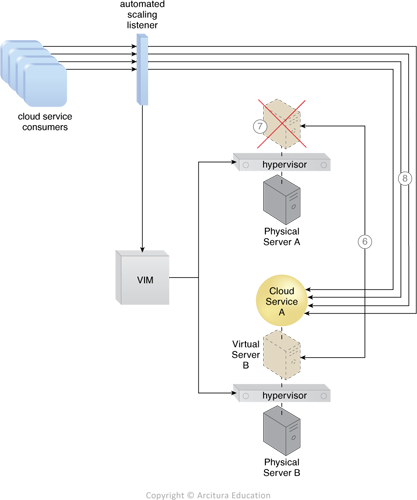 automated
scaling
listener
cloud service
consumers
7
hypervisor
8
Physical
Server A
6
VIM
Cloud
Service
A
Virtual
Server
B
hypervisor
Physical
Server B
Copyright © Arcitura Education